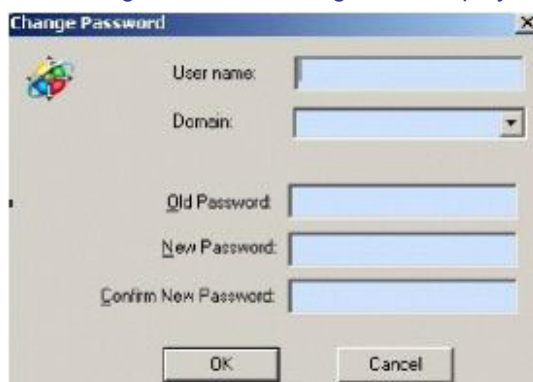 Change Password
User name:
Domain:
Old Password:
New Password:
Confirm New Password:
OK Cancel